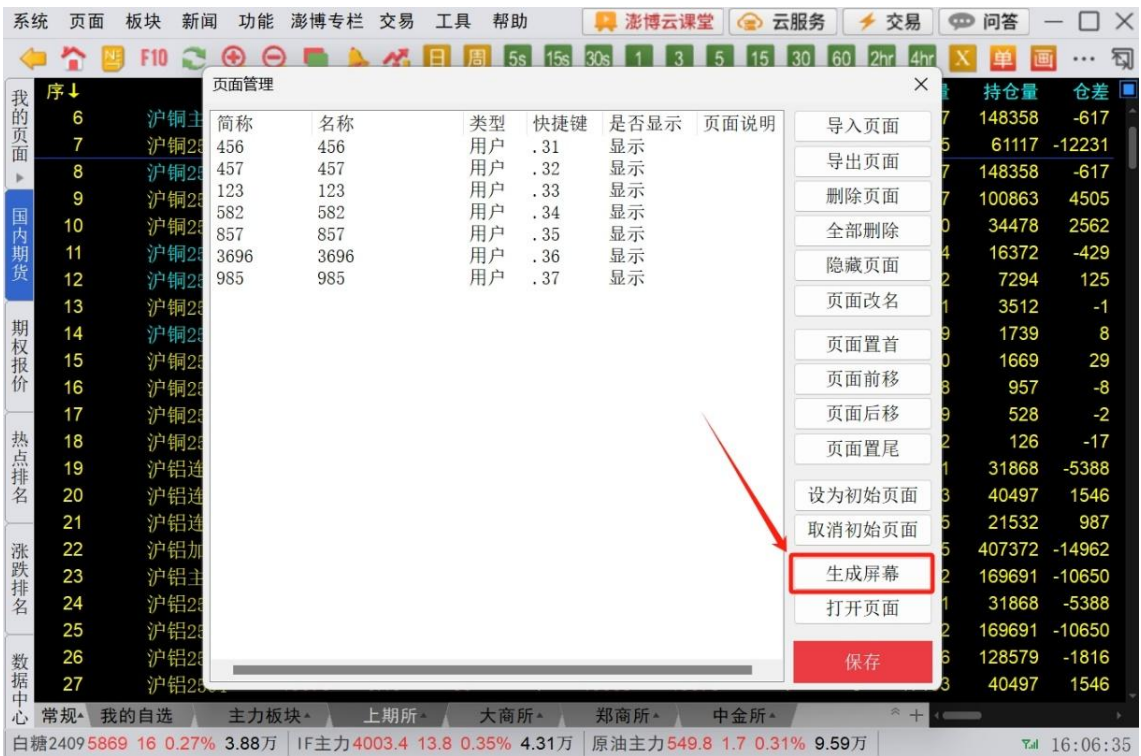 系统 页面 板块 新闻 功能 澎博专栏 交易 工具 帮助 澎博云课堂 云服务 交易 问答
F10 日 周 5s 15s 30s 1 3 5 15 30 60 2hr 4hr X 单 画 ...
页面管理
序↓ 持仓量 仓差
简称 名称 类型 快捷键 是否显示 页面说明
456 456 用户 .31 显示
457 457 用户 .32 显示
123 123 用户 .33 显示
582 582 用户 .34 显示
857 857 用户 .35 显示
3696 3696 用户 .36 显示
985 985 用户 .37 显示
导入页面
导出页面
删除页面
全部删除
隐藏页面
页面改名
页面置首
页面前移
页面后移
页面置尾
设为初始页面
取消初始页面
生成屏幕
打开页面
保存
我的页面
国内期货
期权报价
热点排名
涨跌排名
数据中心
6 沪铜主 148358 -617
7 沪铜25 61117 -12231
8 沪铜25 148358 -617
9 沪铜25 100863 4505
10 沪铜25 34478 2562
11 沪铜25 16372 -429
12 沪铜25 7294 125
13 沪铜25 3512 -1
14 沪铜25 1739 8
15 沪铜25 1669 29
16 沪铜25 957 -8
17 沪铜25 528 -2
18 沪铜25 126 -17
19 沪铝连 31868 -5388
20 沪铝连 40497 1546
21 沪铝连 21532 987
22 沪铝加 407372 -14962
23 沪铝主 169691 -10650
24 沪铝25 31868 -5388
25 沪铝25 169691 -10650
26 沪铝25 128579 -1816
27 沪铝25 40497 1546
常规 我的自选 主力板块 上期所 大商所 郑商所 中金所
白糖2409 5869 16 0.27% 3.88万 IF主力 4003.4 13.8 0.35% 4.31万 原油主力 549.8 1.7 0.31% 9.59万 16:06:35